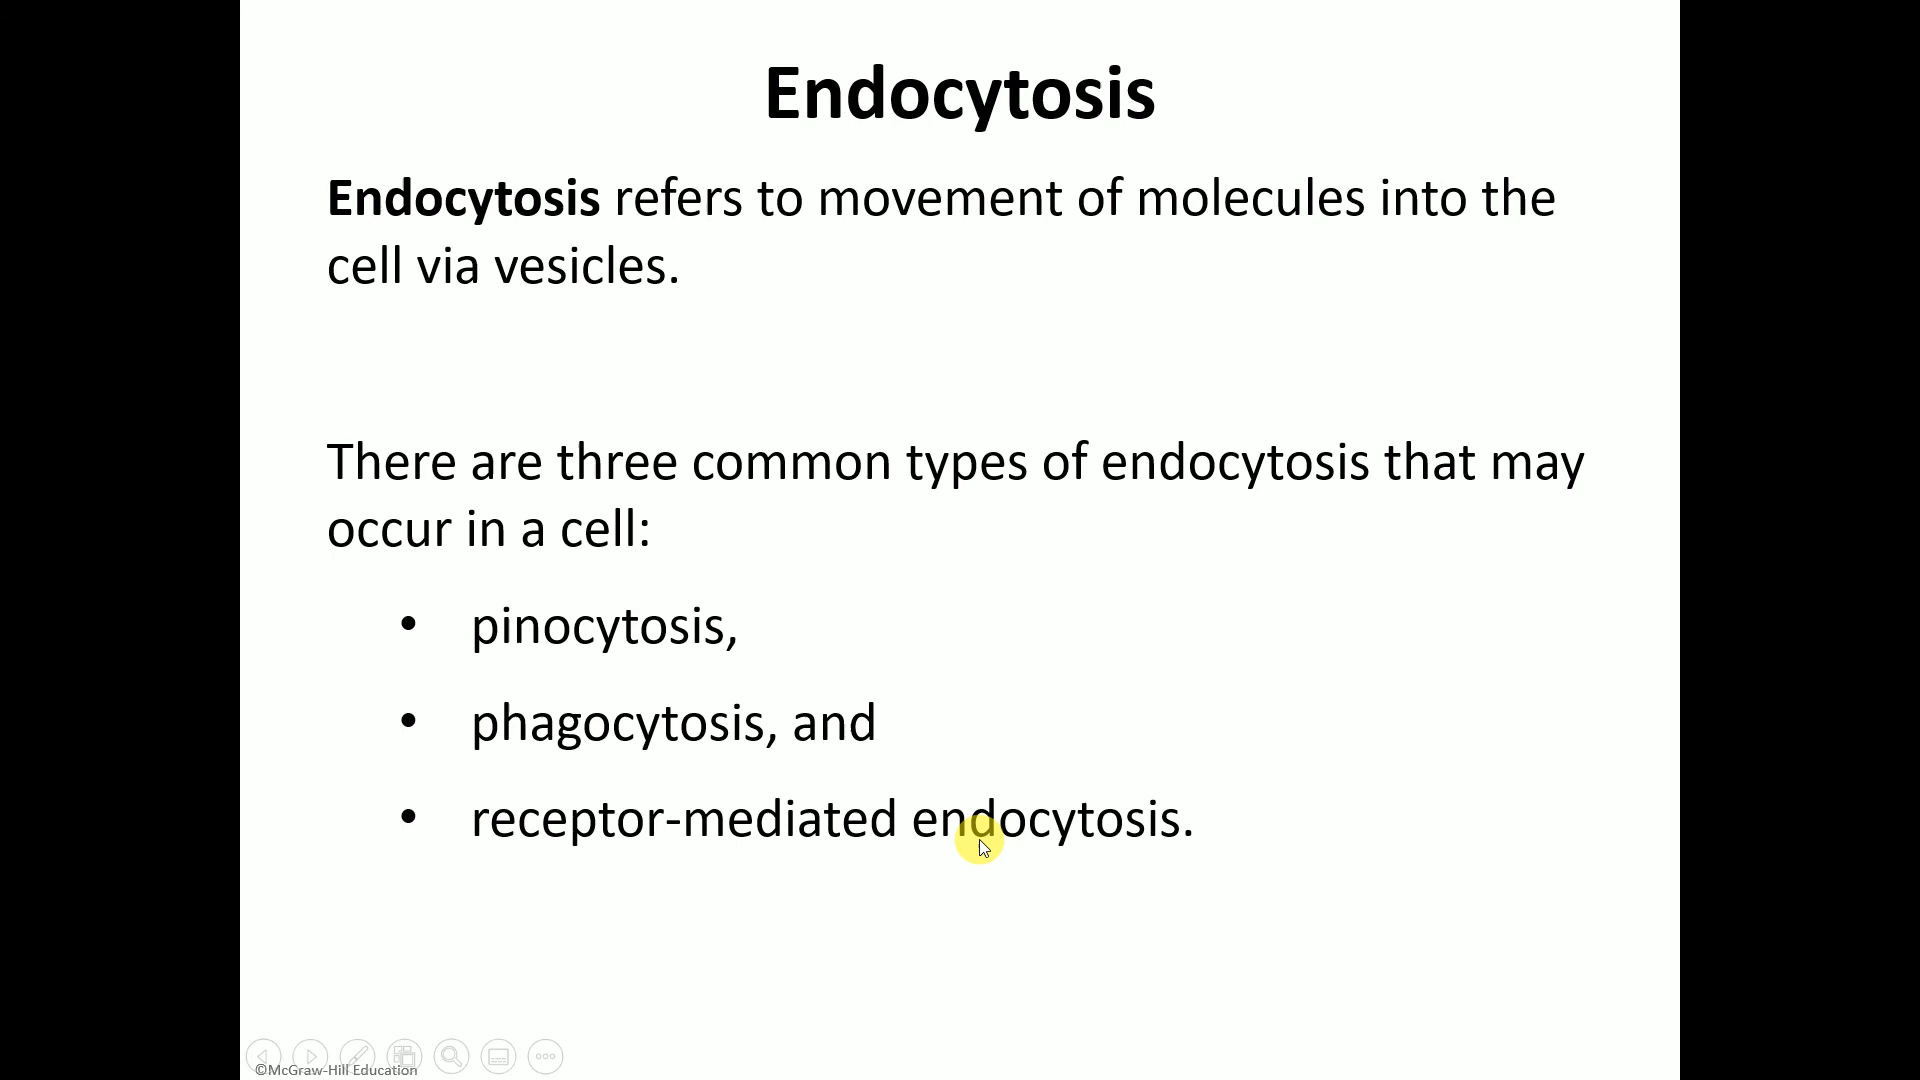 Endocytosis
Endocytosis refers to movement of molecules into the
cell via vesicles.
There are three common types of endocytosis that may
occur in a cell:
• pinocytosis,
• phagocytosis, and
• receptor-mediated endocytosis.
©McGraw-Hill Education